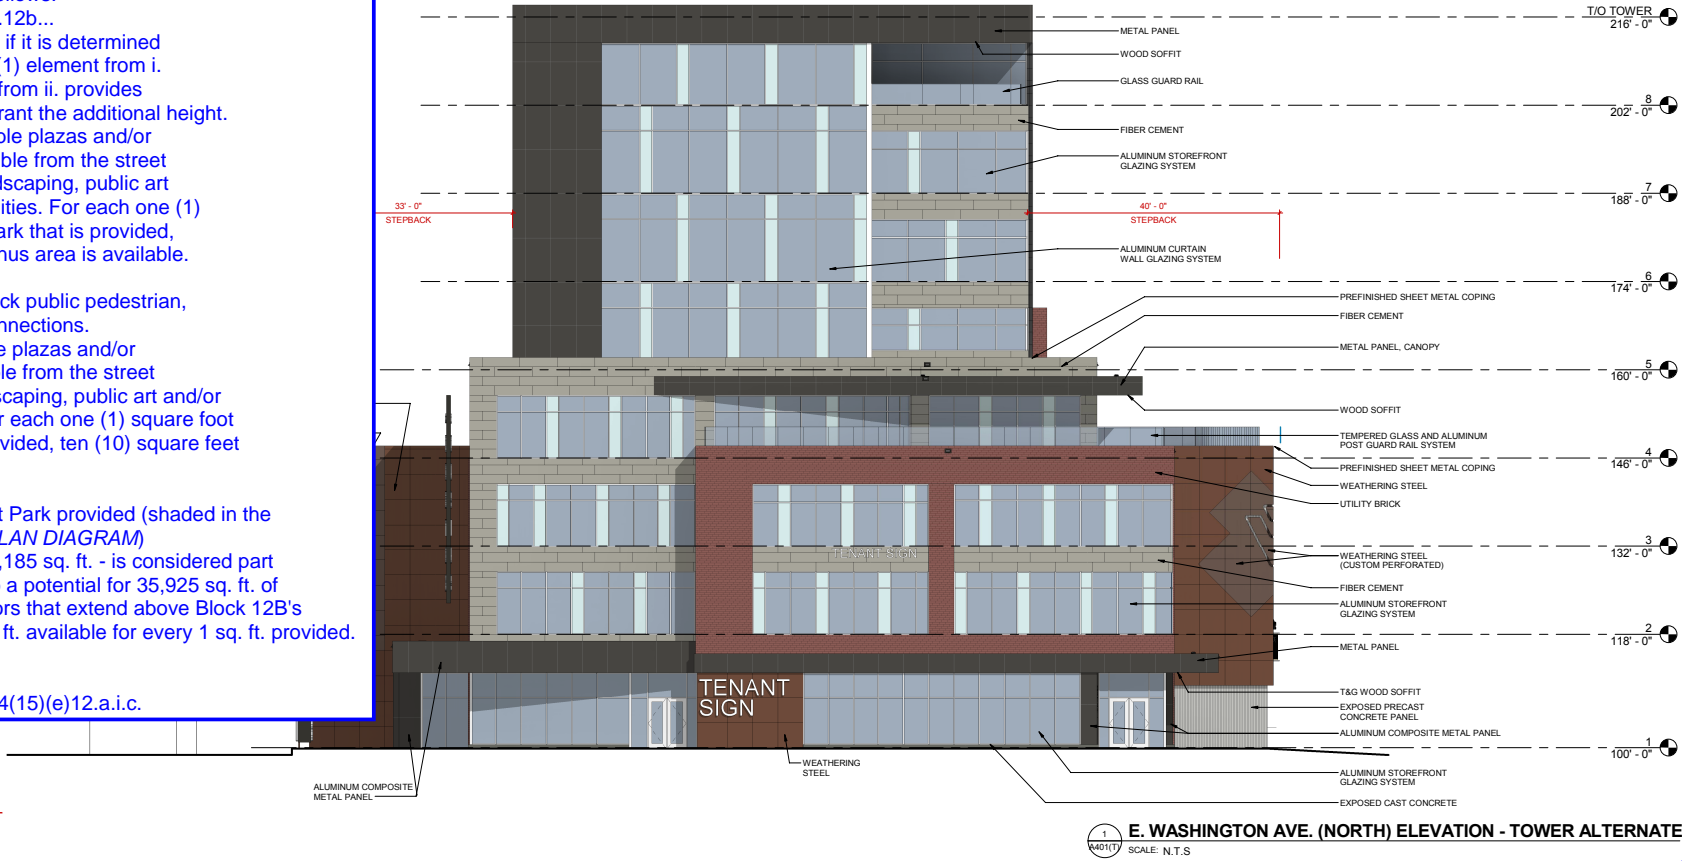 .12b...
if it is determined
(1) element from i.
from ii. provides
rant the additional height.
ble plazas and/or
ble from the street
dscaping, public art
ities. For each one (1)
ark that is provided,
nus area is available.
ck public pedestrian,
nnections.
e plazas and/or
ble from the street
scaping, public art and/or
r each one (1) square foot
vided, ten (10) square feet
t Park provided (shaded in the
LAN DIAGRAM)
,185 sq. ft. - is considered part
a potential for 35,925 sq. ft. of
ors that extend above Block 12B's
ft. available for every 1 sq. ft. provided.
4(15)(e)12.a.i.c.
33' - 0"
STEPBACK
40' - 0"
STEPBACK
METAL PANEL
WOOD SOFFIT
GLASS GUARD RAIL
FIBER CEMENT
ALUMINUM STOREFRONT
GLAZING SYSTEM
ALUMINUM CURTAIN
WALL GLAZING SYSTEM
PREFINISHED SHEET METAL COPING
FIBER CEMENT
METAL PANEL, CANOPY
WOOD SOFFIT
TEMPERED GLASS AND ALUMINUM
POST GUARD RAIL SYSTEM
PREFINISHED SHEET METAL COPING
WEATHERING STEEL
UTILITY BRICK
WEATHERING STEEL
(CUSTOM PERFORATED)
FIBER CEMENT
ALUMINUM STOREFRONT
GLAZING SYSTEM
METAL PANEL
T&G WOOD SOFFIT
EXPOSED PRECAST
CONCRETE PANEL
ALUMINUM COMPOSITE METAL PANEL
ALUMINUM STOREFRONT
GLAZING SYSTEM
EXPOSED CAST CONCRETE
T/O TOWER
216' - 0"
8
202' - 0"
7
188' - 0"
6
174' - 0"
5
160' - 0"
4
146' - 0"
3
132' - 0"
2
118' - 0"
1
100' - 0"
TENANT SIGN
TENANT
SIGN
WEATHERING
STEEL
ALUMINUM COMPOSITE
METAL PANEL
1
A401(T)
E. WASHINGTON AVE. (NORTH) ELEVATION - TOWER ALTERNATE
SCALE: N.T.S